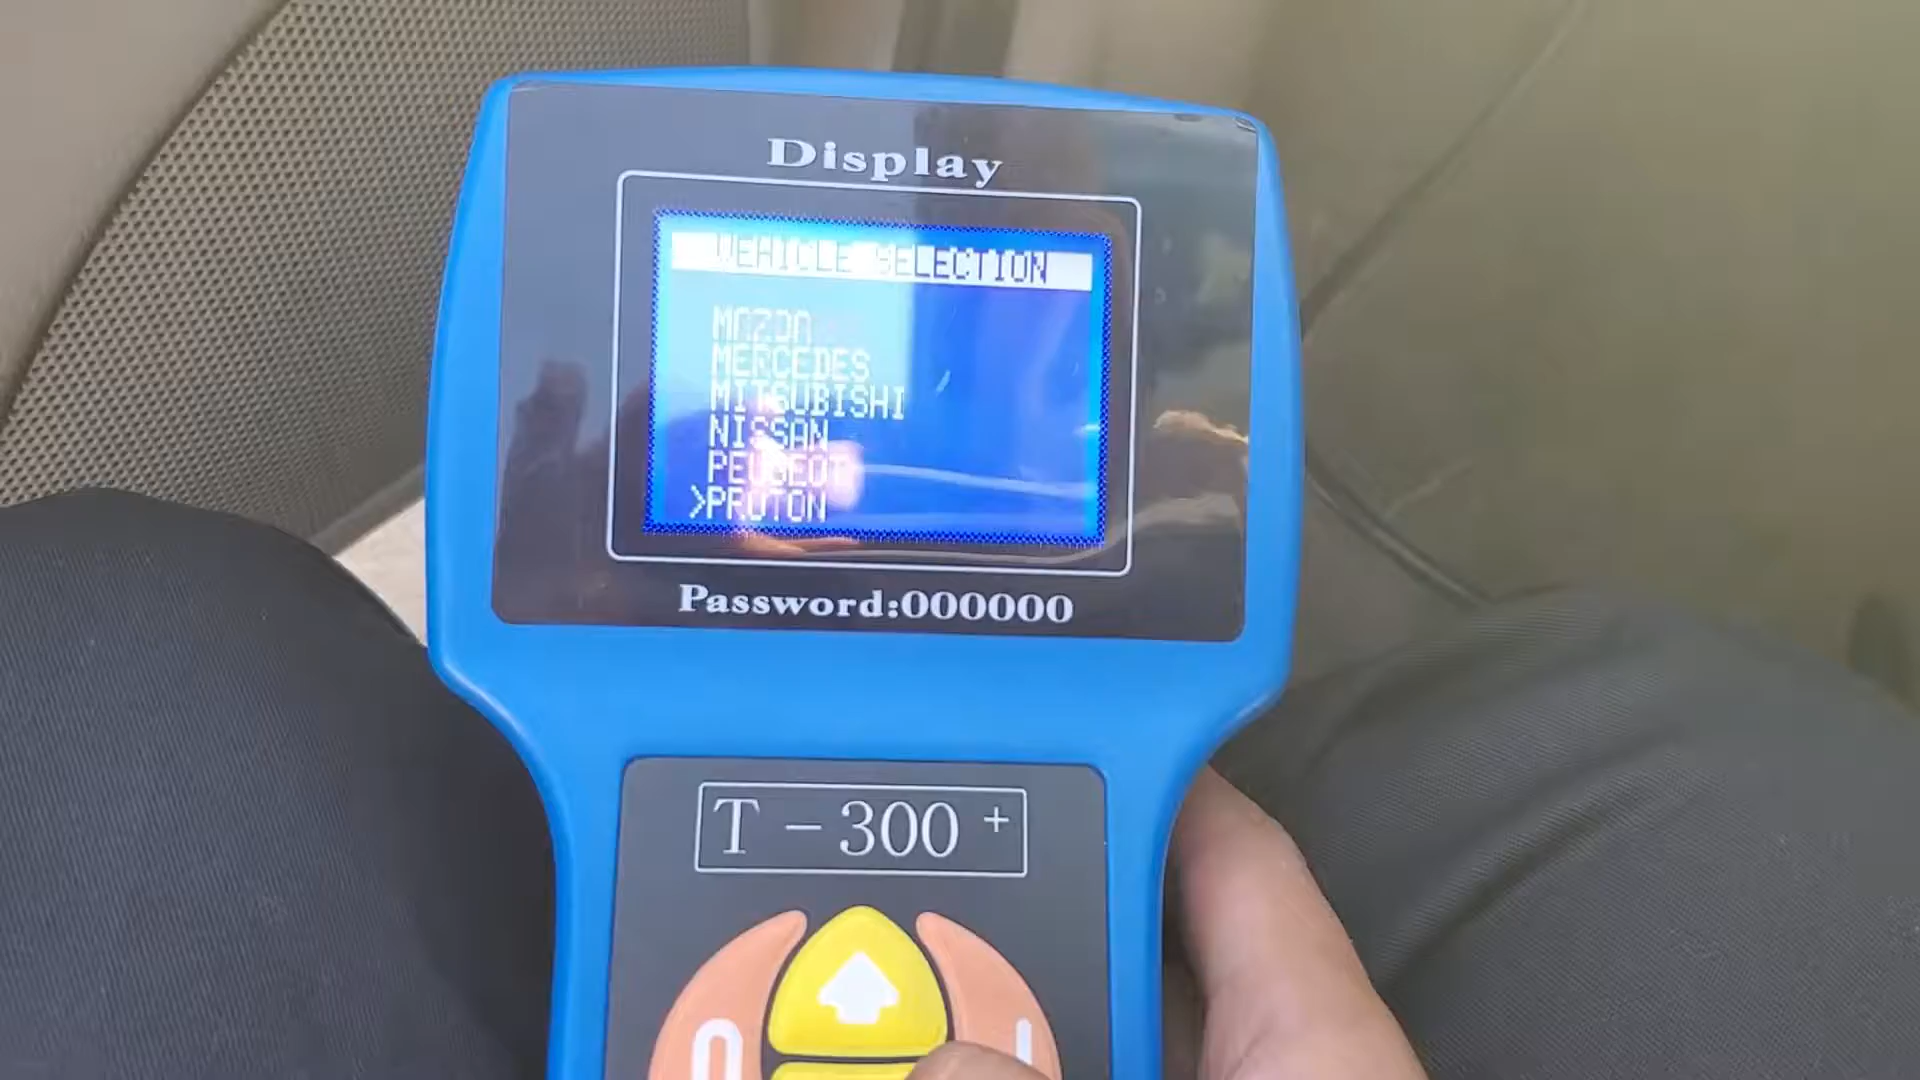 Display
VEHICLE SELECTION
MAZDA
MERCEDES
MITSUBISHI
NISSAN
PEUGEOT
>PROTON
Password:000000
T-300+